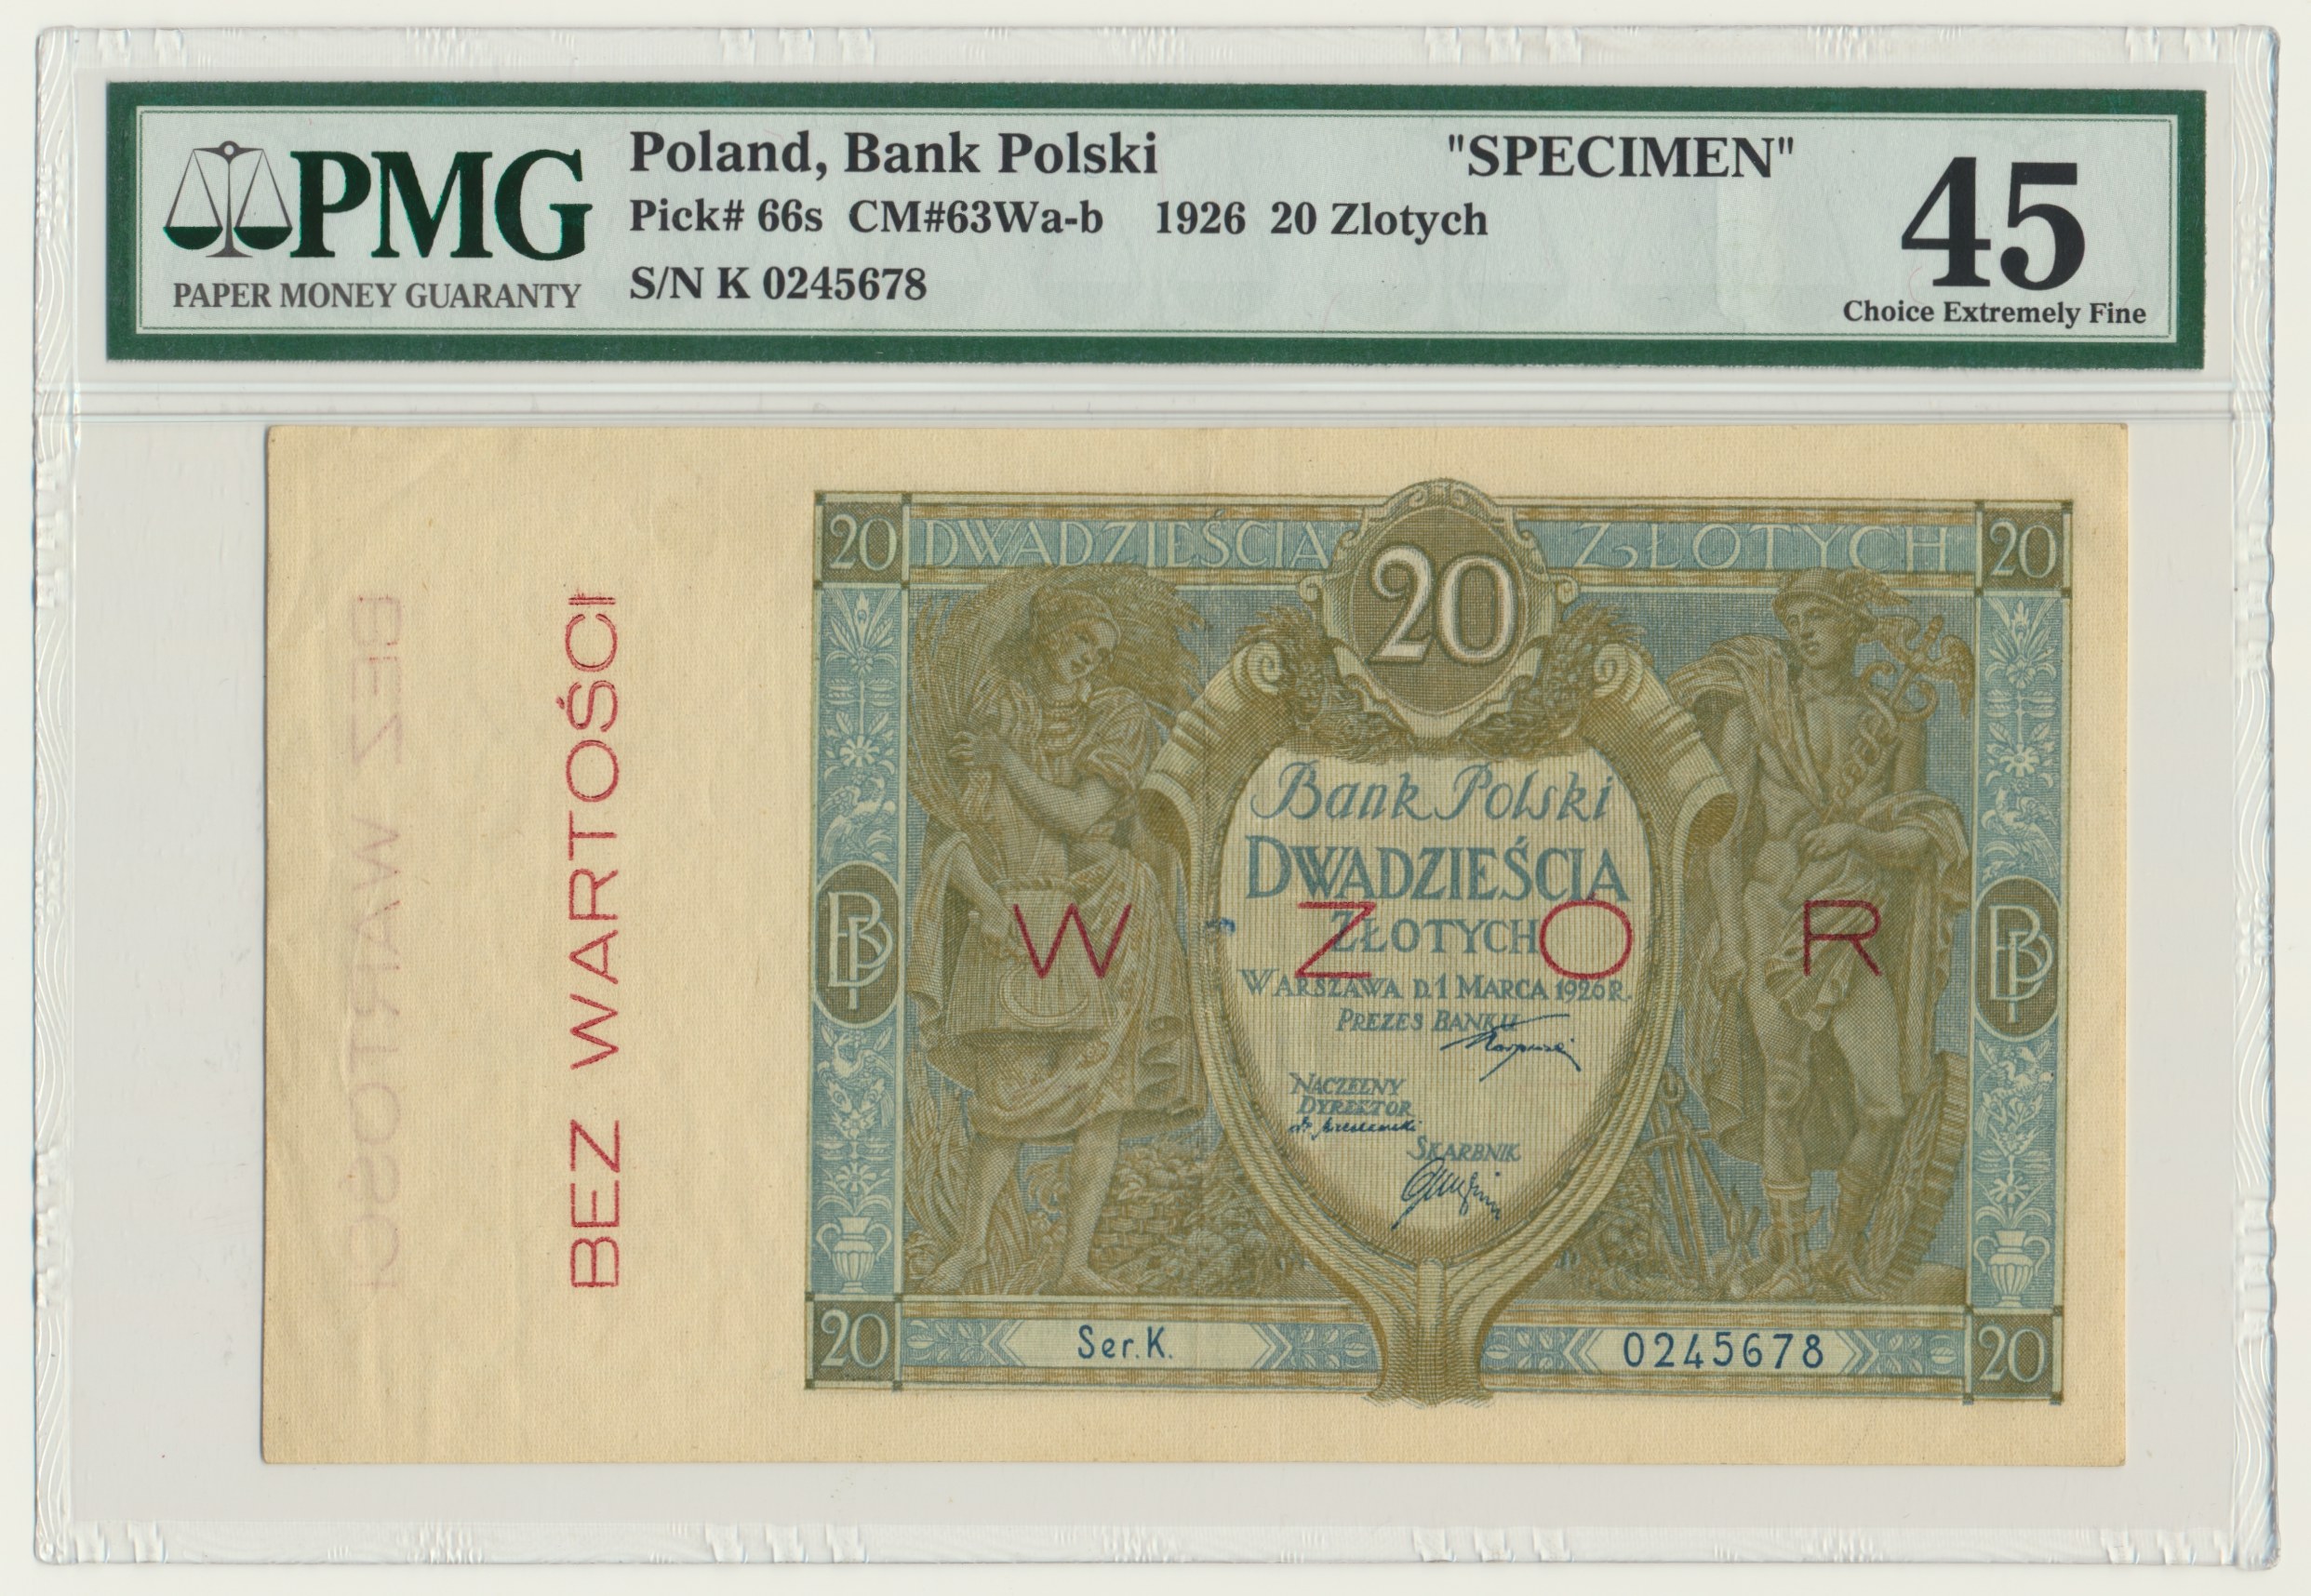 PMG
PAPER MONEY GUARANTY
Poland, Bank Polski "SPECIMEN"
Pick# 66s CM#63Wa-b 1926 20 Zlotych
S/N K 0245678
45
Choice Extremely Fine
BEZ WARTOŚCI
BEZ WARTOŚCI
20 DWADZIEŚCIA 20 ZŁOTYCH 20
Bank Polski
DWADZIEŚCIA
ZŁOTYCH
W Z O R
WARSZAWA D. 1 MARCA 1926 R.
PREZES BANKU
NACZELNY
DYREKTOR
SKARBNIK
BP
BP
20 Ser. K. 0245678 20